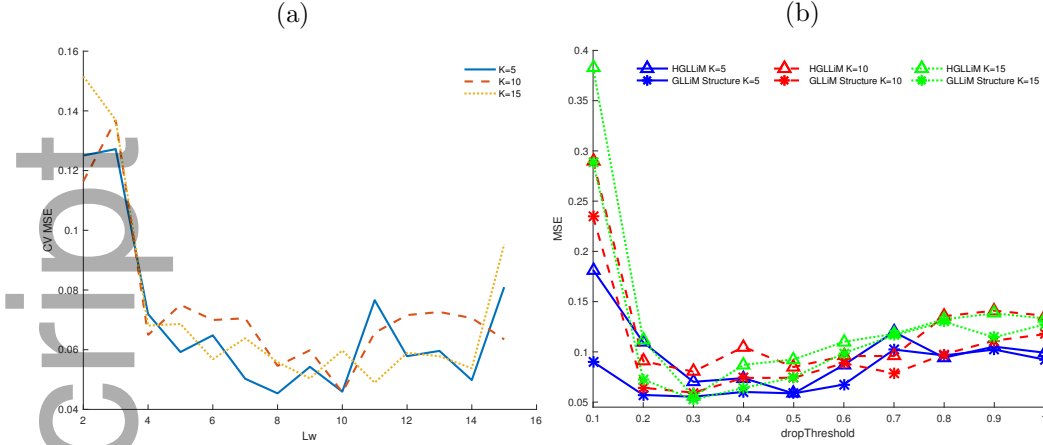 (a)
(b)
0.16
0.14
0.12
0.1
0.08
0.06
0.04
CV MSE
2 4 6 8 10 12 14 16
Lw
K=5
K=10
K=15
cript
0.4
0.35
0.3
0.25
0.2
0.15
0.1
0.05
MSE
0.1 0.2 0.3 0.4 0.5 0.6 0.7 0.8 0.9 1
dropThreshold
HGLLiM K=5
GLLiM Structure K=5
HGLLiM K=10
GLLiM Structure K=10
HGLLiM K=15
GLLiM Structure K=15